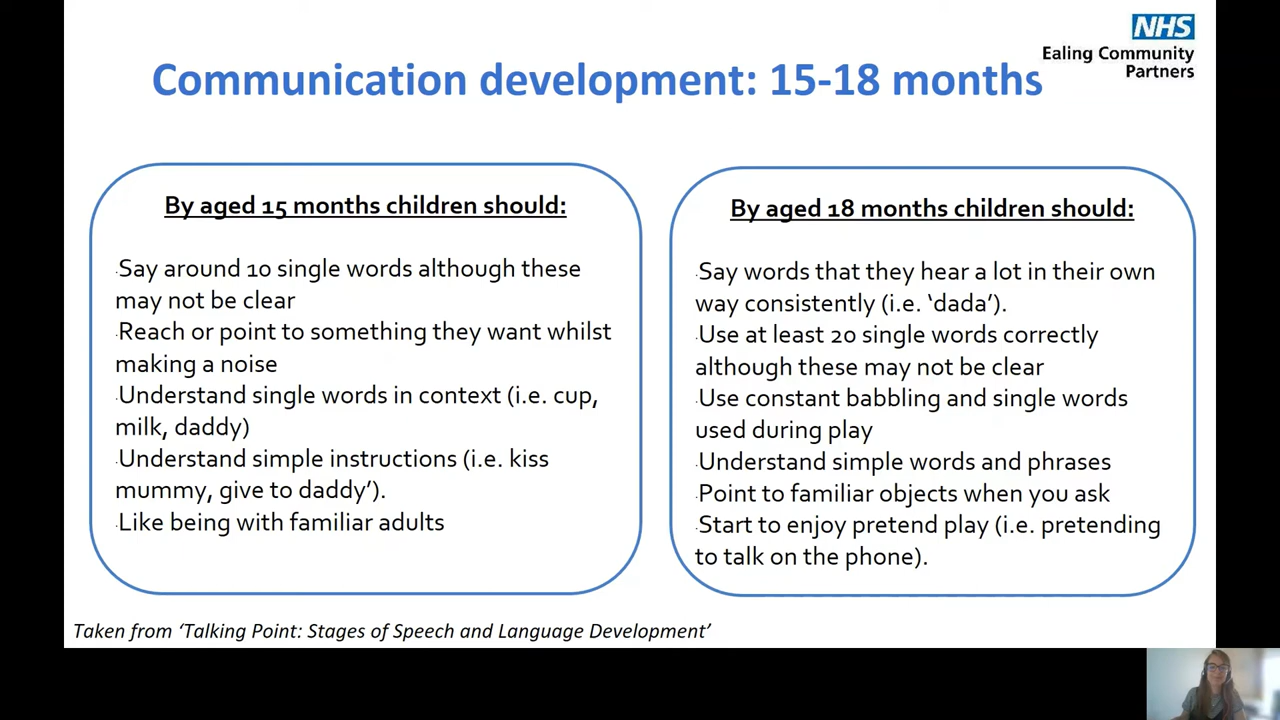 NHS
Ealing Community
Partners
Communication development: 15-18 months
By aged 15 months children should:
·Say around 10 single words although these
may not be clear
·Reach or point to something they want whilst
making a noise
·Understand single words in context (i.e. cup,
milk, daddy)
·Understand simple instructions (i.e. kiss
mummy, give to daddy’).
·Like being with familiar adults
By aged 18 months children should:
·Say words that they hear a lot in their own
way consistently (i.e. ‘dada’).
·Use at least 20 single words correctly
although these may not be clear
·Use constant babbling and single words
used during play
·Understand simple words and phrases
·Point to familiar objects when you ask
·Start to enjoy pretend play (i.e. pretending
to talk on the phone).
Taken from ‘Talking Point: Stages of Speech and Language Development’